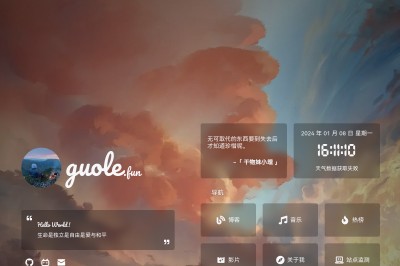 guole.fun
Hello World !
生命是独立是自由是爱与和平
无可取代的东西要到失去后
才知道珍惜呢。
-「 干物妹小埋 」
2024 年 01 月 08 日 星期一
16:11:10
天气数据获取失败
导航
博客
音乐
热榜
影片
关于我
站点监测